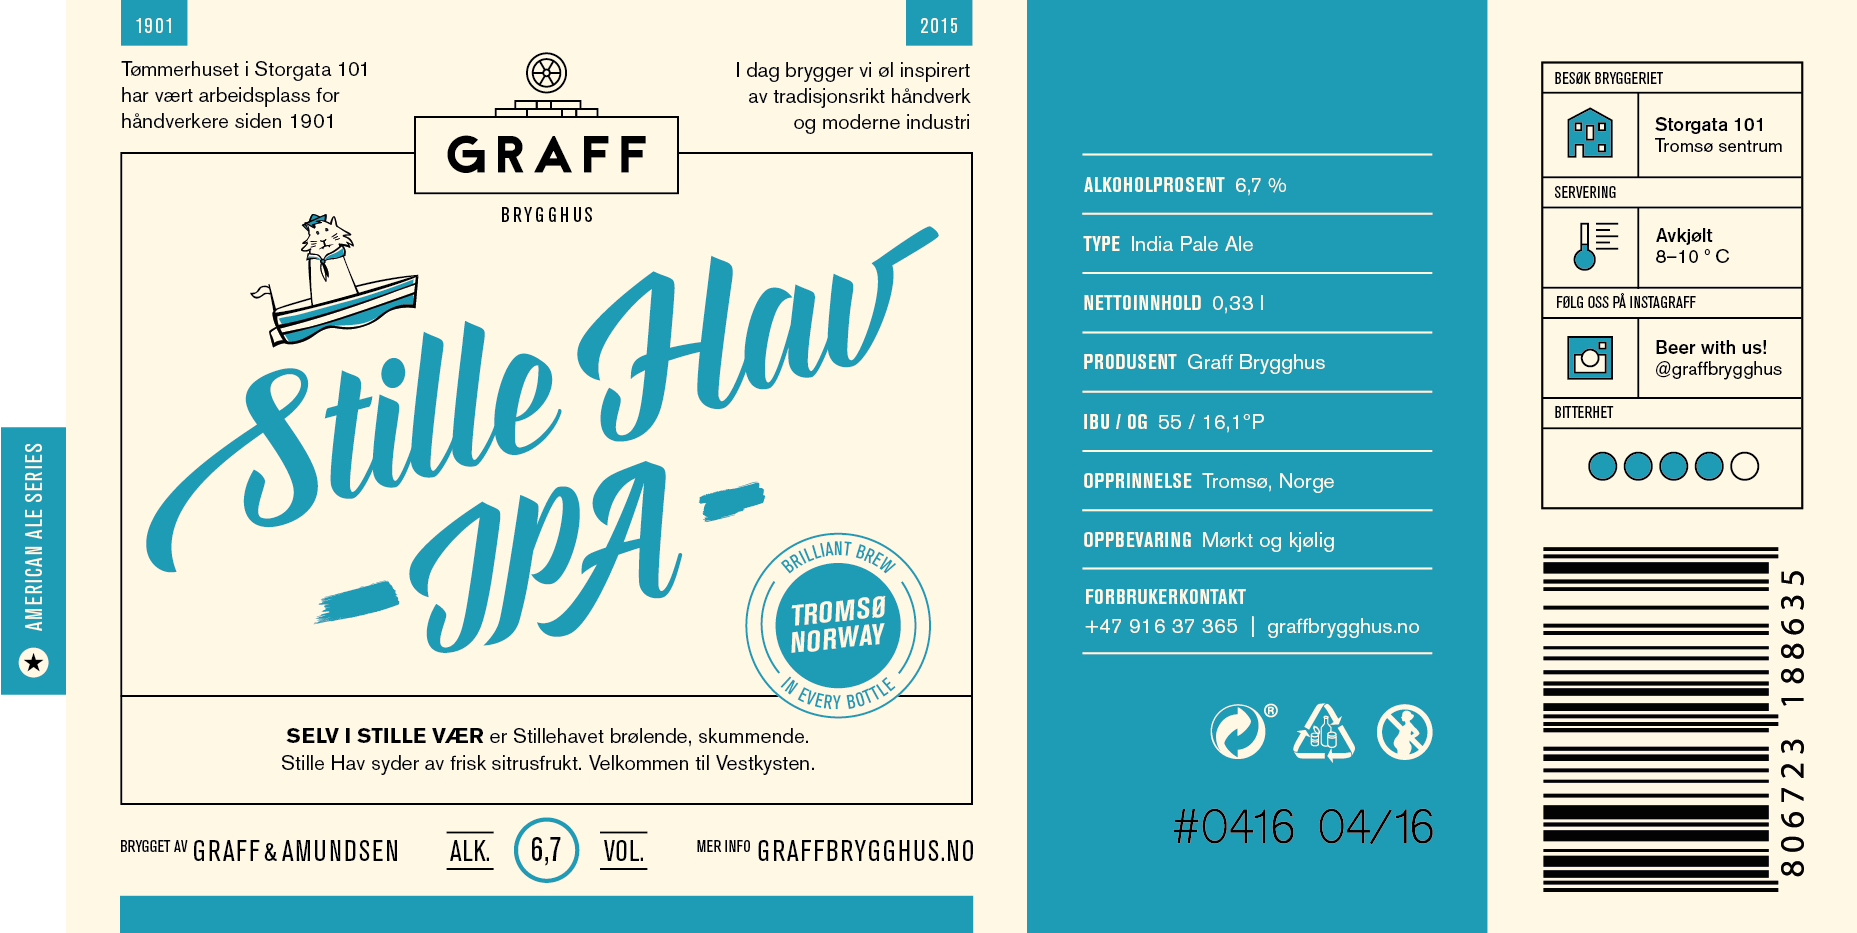 1901
2015
Tømmerhuset i Storgata 101
har vært arbeidsplass for
håndverkere siden 1901
I dag brygger vi øl inspirert
av tradisjonsrikt håndverk
og moderne industri
GRAFF
BRYGGHUS
Stille Hav
-IPA-
BRILLIANT BREW
TROMSØ
NORWAY
IN EVERY BOTTLE
AMERICAN ALE SERIES
SELV I STILLE VÆR er Stillehavet brølende, skummende.
Stille Hav syder av frisk sitrusfrukt. Velkommen til Vestkysten.
BRYGGET AV GRAFF & AMUNDSEN
ALK. 6,7 VOL.
MER INFO GRAFFBRYGGHUS.NO
ALKOHOLPROSENT 6,7 %
TYPE India Pale Ale
NETTOINNHOLD 0,33 l
PRODUSENT Graff Brygghus
IBU / OG 55 / 16,1°P
OPPRINNELSE Tromsø, Norge
OPPBEVARING Mørkt og kjølig
FORBRUKERKONTAKT
+47 916 37 365 | graffbrygghus.no
®
#0416 04/16
BESØK BRYGGERIET
Storgata 101
Tromsø sentrum
SERVERING
Avkjølt
8–10 ° C
FØLG OSS PÅ INSTAGRAFF
Beer with us!
@graffbrygghus
BITTERHET
806723 188635